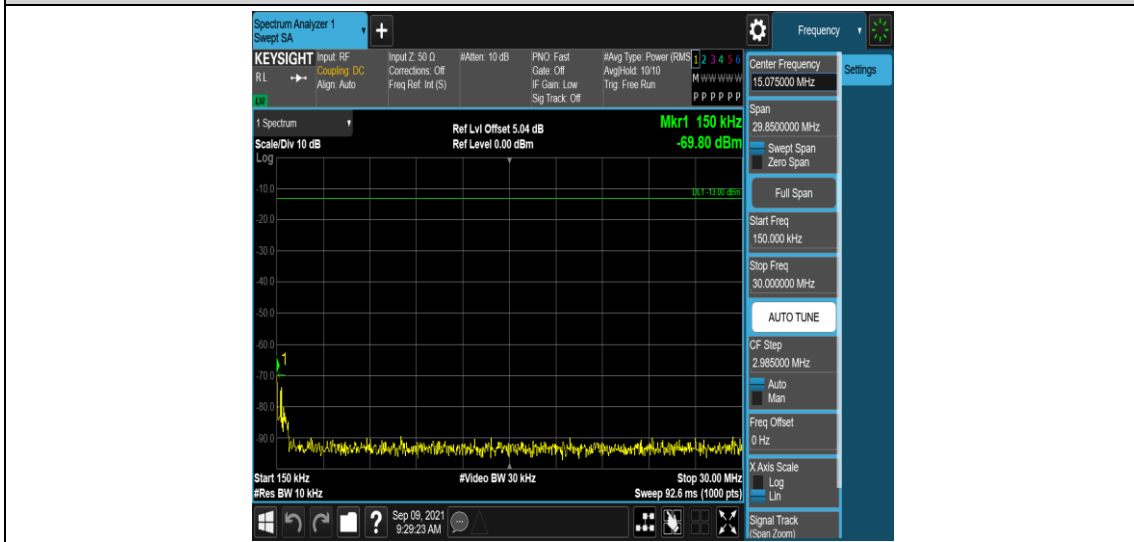 Spectrum Analyzer 1
Swept SA
Frequency
KEYSIGHT
RL
LXI
Input: RF
Coupling: DC
Align: Auto
Input Z: 50 Ω
Corrections: Off
Freq Ref: Int (S)
#Atten: 10 dB
PNO: Fast
Gate: Off
IF Gain: Low
Sig Track: Off
#Avg Type: Power (RMS
Avg|Hold: 10/10
Trig: Free Run
1 2 3 4 5 6
M W W W W W
P P P P P P
1 Spectrum
Scale/Div 10 dB
Ref Lvl Offset 5.04 dB
Ref Level 0.00 dBm
Mkr1 150 kHz
-69.80 dBm
Log
DL1 -13.00 dBm
-10.0
-20.0
-30.0
-40.0
-50.0
-60.0
-70.0
-80.0
-90.0
1
Start 150 kHz
#Res BW 10 kHz
#Video BW 30 kHz
Stop 30.00 MHz
Sweep 92.6 ms (1000 pts)
Sep 09, 2021
9:29:23 AM
Center Frequency
15.075000 MHz
Settings
Span
29.8500000 MHz
Swept Span
Zero Span
Full Span
Start Freq
150.000 kHz
Stop Freq
30.000000 MHz
AUTO TUNE
CF Step
2.985000 MHz
Auto
Man
Freq Offset
0 Hz
X Axis Scale
Log
Lin
Signal Track
(Span Zoom)